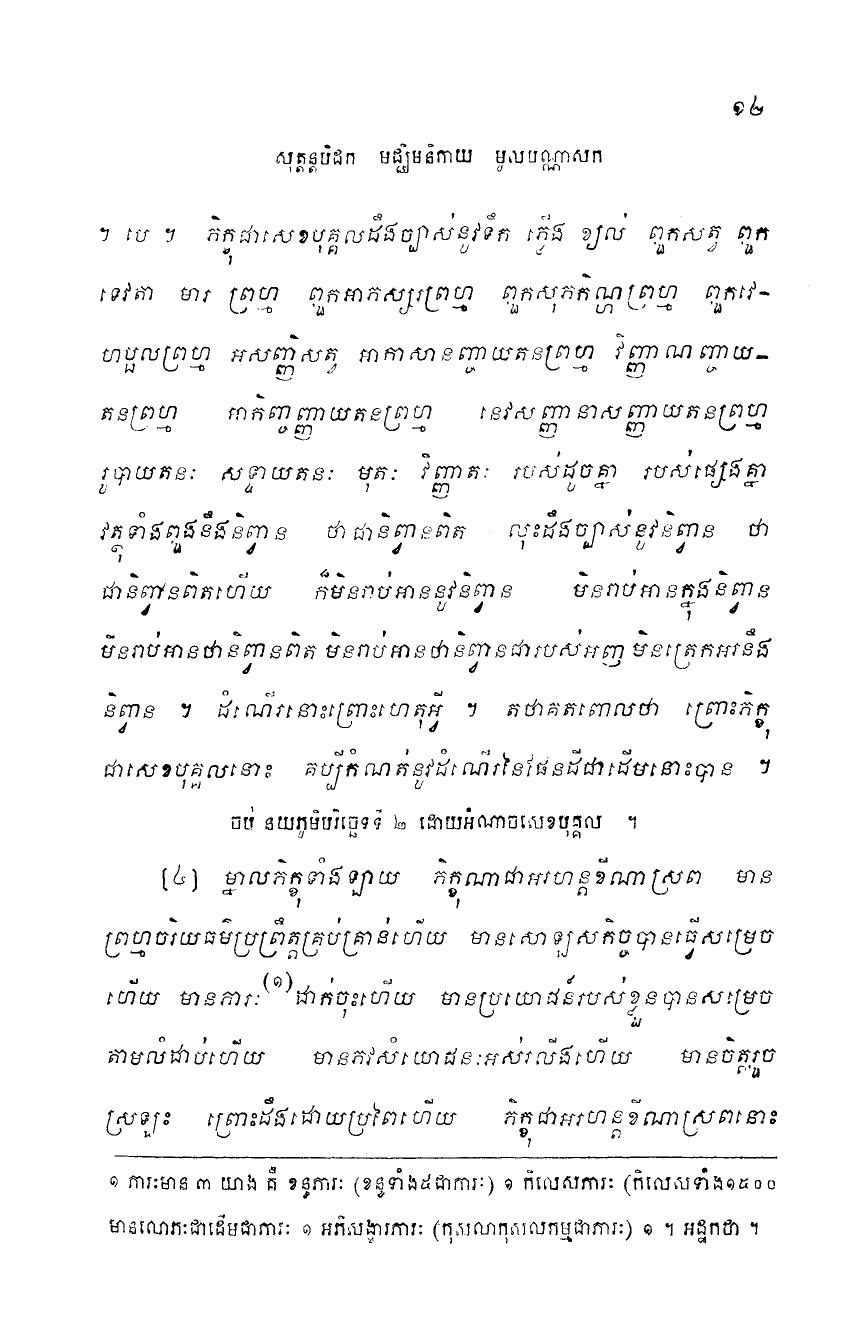 ១២
សុត្តន្តបិដក មជ្ឈិមនិកាយ មូលបណ្ណាសក
។ បេ ។ ភិក្ខុជាសេខបុគ្គលដឹងច្បាស់នូវទឹក ភ្លើង ខ្យល់ ពួកសត្វ ពួក
ទេវតា មារ ព្រហ្ម ពួកអាភស្សរព្រហ្ម ពួកសុភកិណ្ហព្រហ្ម ពួកវេ-
ហប្ផលព្រហ្ម អសញ្ញិសត្វ អាកាសានញ្ចាយតនព្រហ្ម វិញ្ញាណញ្ចាយ-
តនព្រហ្ម អាកិញ្ចញ្ញាយតនព្រហ្ម នេវសញ្ញានាសញ្ញាយតនព្រហ្ម
រូបាយតនៈ សទ្ទាយតនៈ មុតៈ វិញ្ញាតៈ របស់ដូចគ្នា របស់ផ្សេងគ្នា
វត្ថុទាំងពួងនឹងនិព្វាន ថាជានិព្វានពិត លុះដឹងច្បាស់នូវនិព្វាន ថា
ជានិព្វានពិតហើយ ក៏មិនរាប់អាននូវនិព្វាន មិនរាប់អានក្នុងនិព្វាន
មិនរាប់អានថានិព្វានពិត មិនរាប់អានថានិព្វានជារបស់អញ មិនត្រេកអរនឹង
និព្វាន ។ ដំណើរនោះព្រោះហេតុអ្វី ។ តថាគតពោលថា ព្រោះភិក្ខុ
ជាសេខបុគ្គលនោះ គប្បីកំណត់នូវដំណើរនៃផែនដីជាដើមនោះបាន ។
ចប់ នយភូមិបរិច្ឆេទទី ២ ដោយអំណាចសេខបុគ្គល ។
[៤] ម្នាលភិក្ខុទាំងឡាយ ភិក្ខុណាជាអរហន្តខីណាស្រព មាន
ព្រហ្មចរិយធម៌ប្រព្រឹត្តគ្រប់គ្រាន់ហើយ មានសោឡសកិច្ចបានធ្វើសម្រេច
ហើយ មានភារៈ(១)ដាក់ចុះហើយ មានប្រយោជន៍របស់ខ្លួនបានសម្រេច
តាមលំដាប់ហើយ មានភវសំយោជនៈអស់រលីងហើយ មានចិត្តរួច
ស្រឡះ ព្រោះដឹងដោយប្រពៃហើយ ភិក្ខុជាអរហន្តខីណាស្រពនោះ
១ ភារៈមាន ៣ យាង គឺ ខន្ធភារៈ (ខន្ធទាំង៥ជាភារៈ) ១ កិលេសភារៈ (កិលេសទាំង១៥០០
មានលោភៈជាដើមជាភារៈ ១ អភិសង្ខារភារៈ (កុសលាកុសលកម្មជាភារៈ) ១ ។ អដ្ឋកថា ។